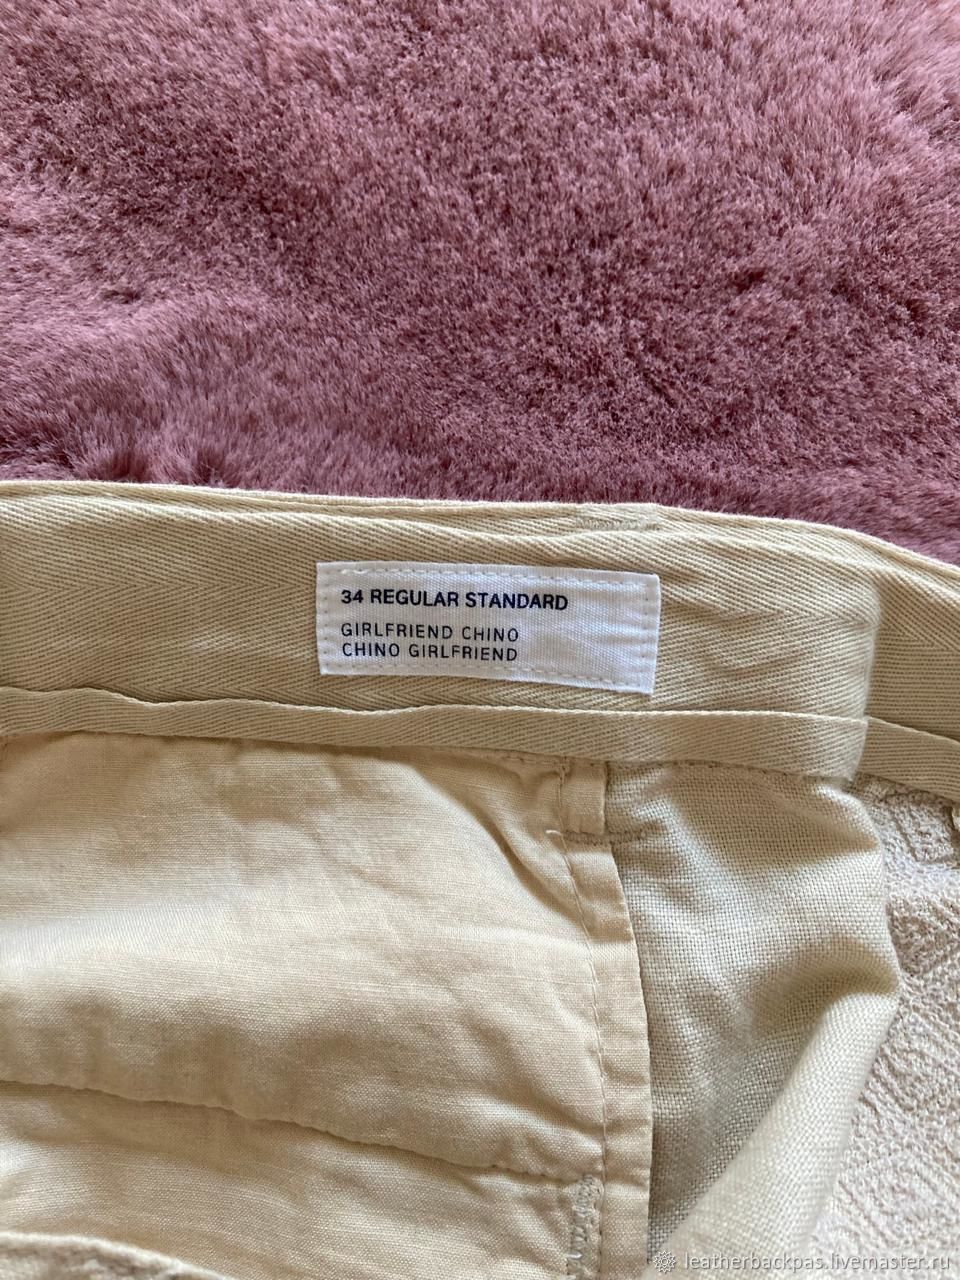 34 REGULAR STANDARD
GIRLFRIEND CHINO
CHINO GIRLFRIEND
leatherbackpas.livemaster.ru